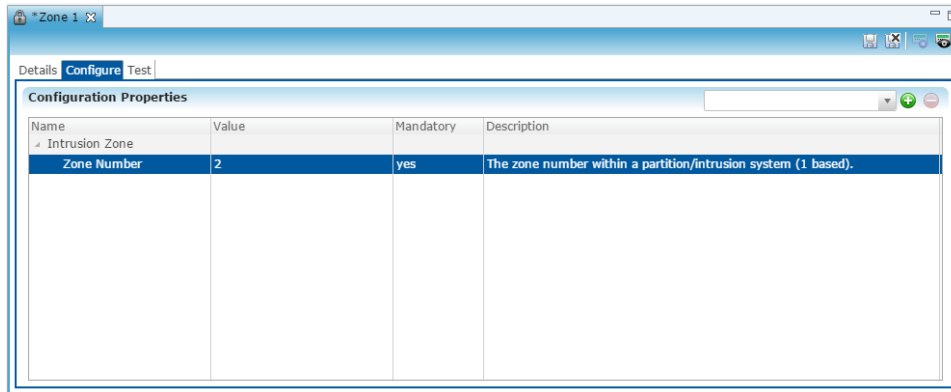 *Zone 1
Details Configure Test
Configuration Properties
Name Value Mandatory Description
Intrusion Zone
Zone Number 2 yes The zone number within a partition/intrusion system (1 based).